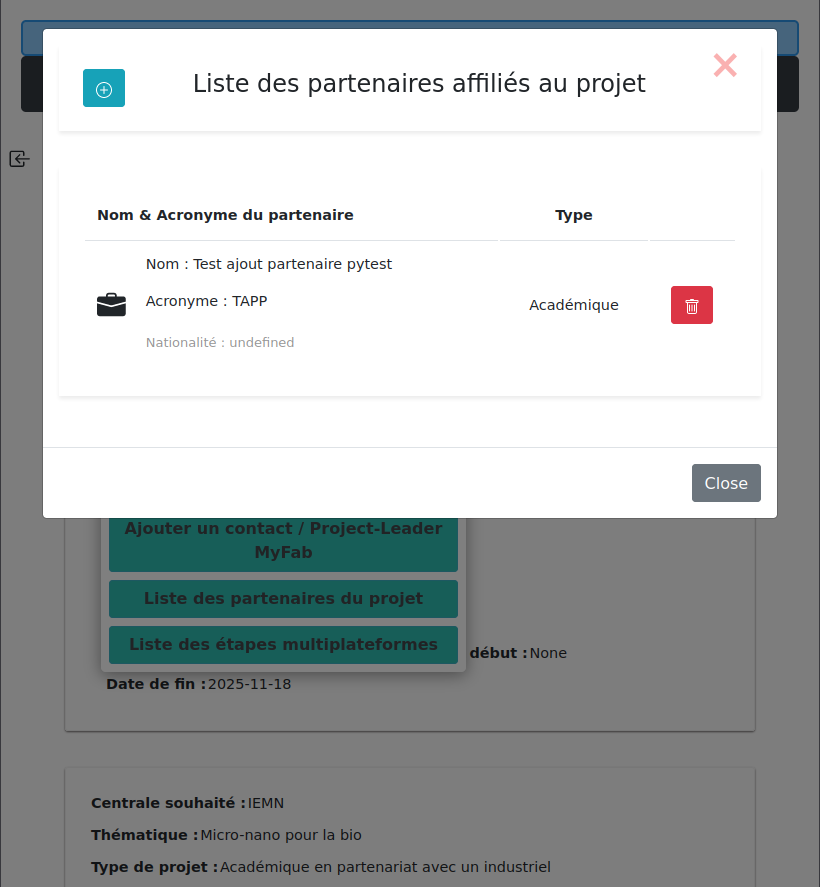 Liste des partenaires affiliés au projet
Nom & Acronyme du partenaire
Type
Nom : Test ajout partenaire pytest
Acronyme : TAPP
Académique
Nationalité : undefined
Close
Ajouter un contact / Project-Leader
MyFab
Liste des partenaires du projet
Liste des étapes multiplateformes
début : None
Date de fin : 2025-11-18
Centrale souhaité : IEMN
Thématique : Micro-nano pour la bio
Type de projet : Académique en partenariat avec un industriel